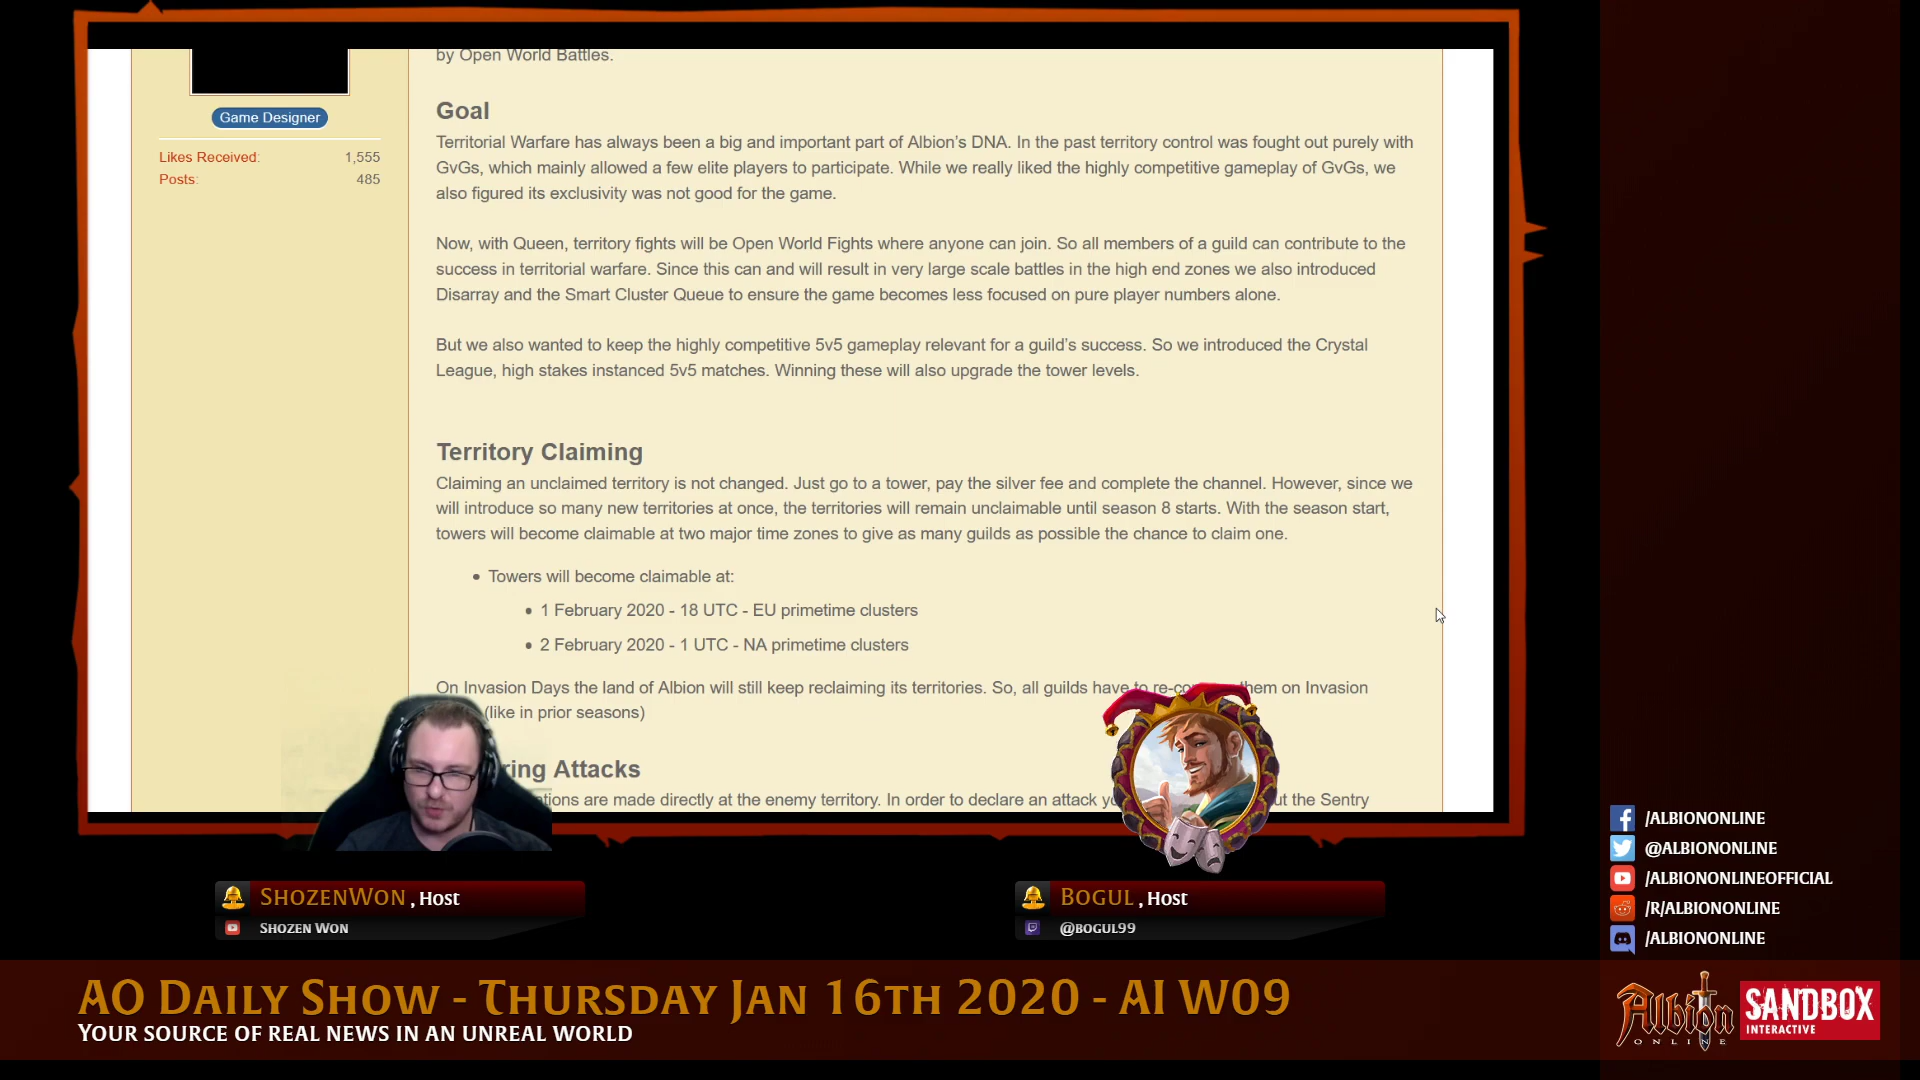 by Open World Battles.
Game Designer
Likes Received: 1,555
Posts: 485
Goal
Territorial Warfare has always been a big and important part of Albion’s DNA. In the past territory control was fought out purely with
GvGs, which mainly allowed a few elite players to participate. While we really liked the highly competitive gameplay of GvGs, we
also figured its exclusivity was not good for the game.
Now, with Queen, territory fights will be Open World Fights where anyone can join. So all members of a guild can contribute to the
success in territorial warfare. Since this can and will result in very large scale battles in the high end zones we also introduced
Disarray and the Smart Cluster Queue to ensure the game becomes less focused on pure player numbers alone.
But we also wanted to keep the highly competitive 5v5 gameplay relevant for a guild’s success. So we introduced the Crystal
League, high stakes instanced 5v5 matches. Winning these will also upgrade the tower levels.
Territory Claiming
Claiming an unclaimed territory is not changed. Just go to a tower, pay the silver fee and complete the channel. However, since we
will introduce so many new territories at once, the territories will remain unclaimable until season 8 starts. With the season start,
towers will become claimable at two major time zones to give as many guilds as possible the chance to claim one.
• Towers will become claimable at:
• 1 February 2020 - 18 UTC - EU primetime clusters
• 2 February 2020 - 1 UTC - NA primetime clusters
On Invasion Days the land of Albion will still keep reclaiming its territories. So, all guilds have to them on Invasion
(like in prior seasons)
Attacks
are made directly at the enemy territory. In order to declare an attack the Sentry
SHOZENWON, HOST
SHOZEN WON
BOGUL, HOST
@BOGUL99
/ALBIONONLINE
@ALBIONONLINE
/ALBIONONLINEOFFICIAL
/R/ALBIONONLINE
/ALBIONONLINE
AO DAILY SHOW - THURSDAY JAN 16TH 2020 - AI W09
YOUR SOURCE OF REAL NEWS IN AN UNREAL WORLD
Albion
ONLINE
SANDBOX
INTERACTIVE